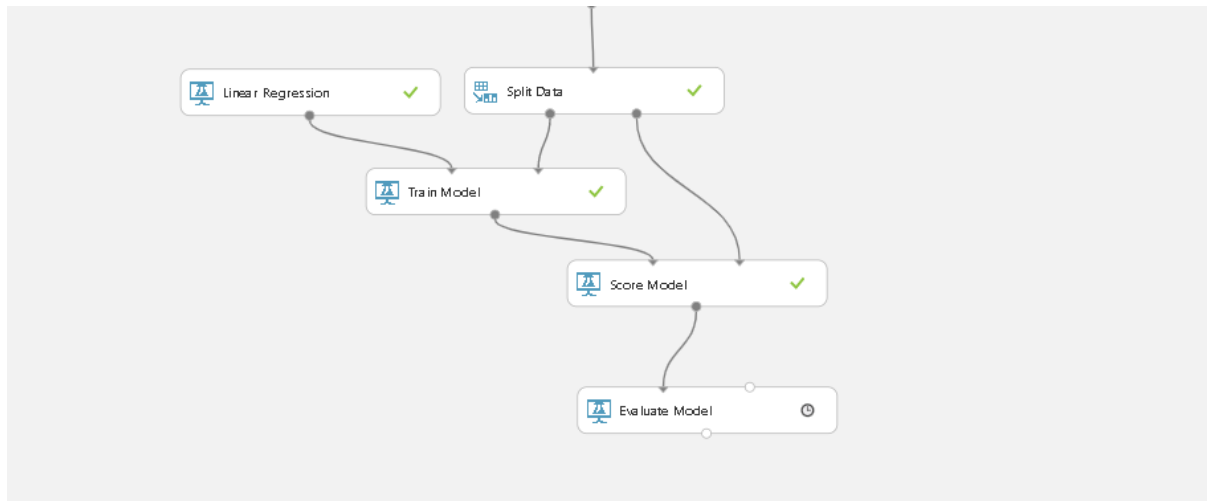 Linear Regression
Split Data
Train Model
Score Model
Evaluate Model